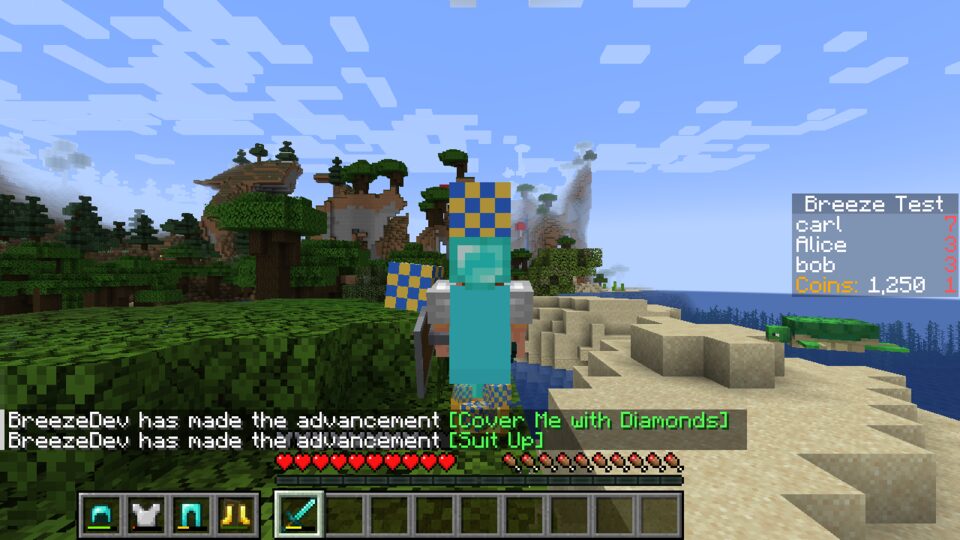 Breeze Test
carl 7
Alice 3
bob 3
Coins: 1,250 1
BreezeDev has made the advancement [Cover Me with Diamonds]
BreezeDev has made the advancement [Suit Up]